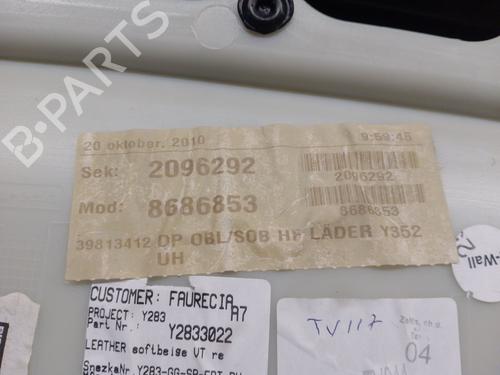 20 oktober. 2010 9:59:45
Sek: 2096292
2096292
Mod: 8686853
8686853
39813412 DP OBL/SOB HF LÄDER Y352
UH
CUSTOMER: FAURECIA
A7
PROJECT: Y283
Part Nr.: Y2833022
LEATHER softbeige VT re
TV117
04
B-PARTS